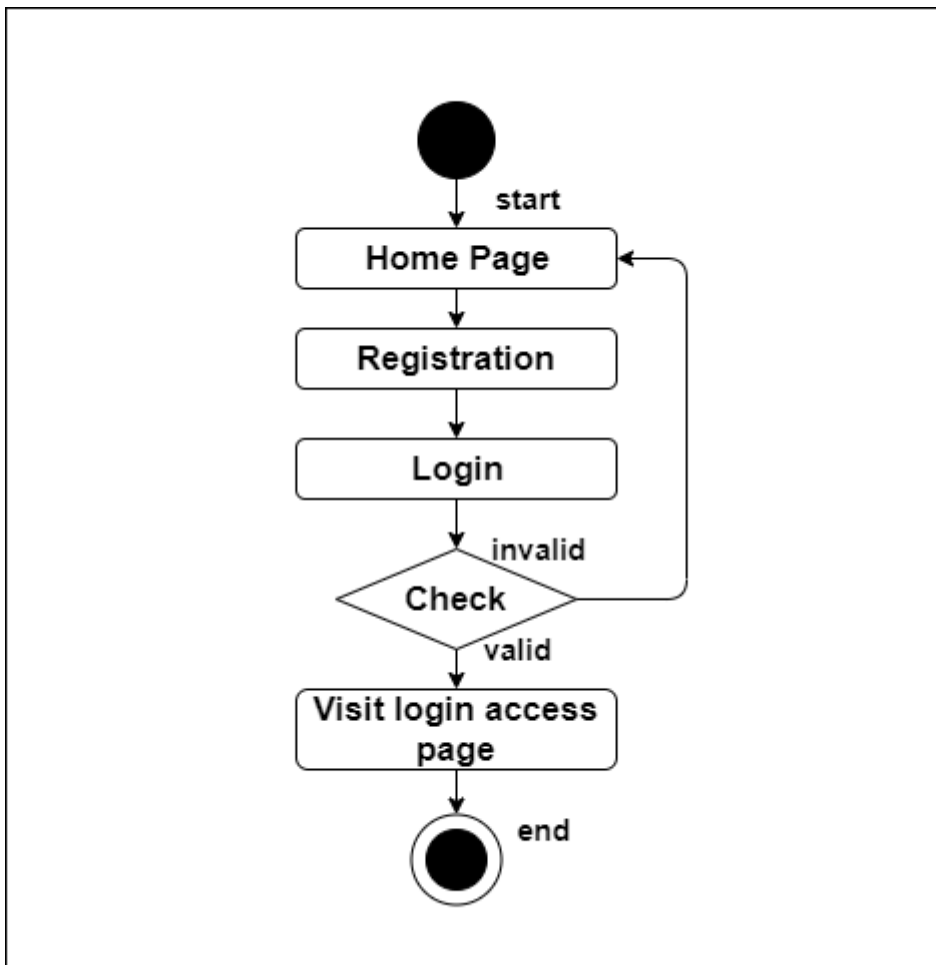 start
Home Page
Registration
Login
invalid
Check
valid
Visit login access
page
end